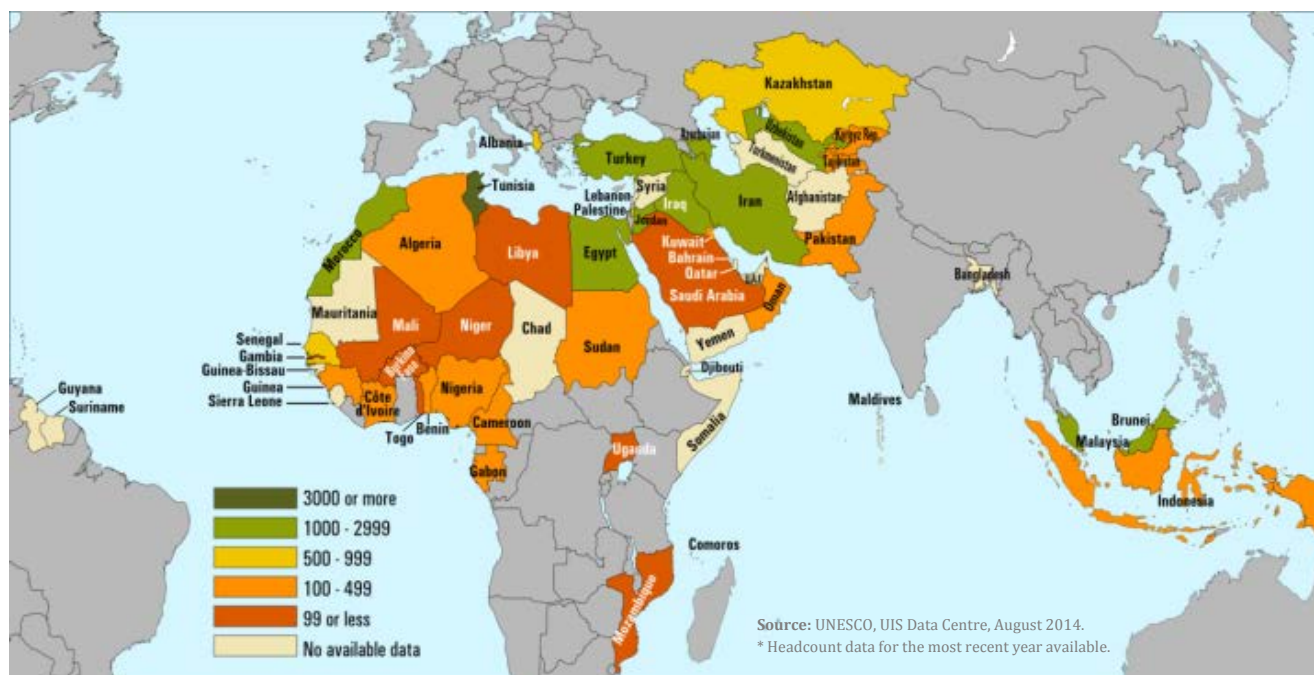 Kazakhstan
Albania
Azerbaijan
Uzbekistan
Kyrgyz Rep.
Turkey
Turkmenistan
Tajikistan
Tunisia
Lebanon
Syria
Palestine
Iraq
Iran
Afghanistan
Jordan
Morocco
Algeria
Libya
Egypt
Kuwait
Bahrain
Qatar
Pakistan
UAE
Saudi Arabia
Oman
Bangladesh
Mauritania
Mali
Niger
Chad
Sudan
Yemen
Senegal
Gambia
Guinea-Bissau
Burkina
Faso
Djibouti
Guinea
Sierra Leone
Côte
d'Ivoire
Nigeria
Togo
Benin
Cameroon
Guyana
Suriname
Maldives
Brunei
Malaysia
Somalia
Uganda
Gabon
Indonesia
Comoros
Mozambique
3000 or more
1000 - 2999
500 - 999
100 - 499
99 or less
No available data
Source: UNESCO, UIS Data Centre, August 2014.
* Headcount data for the most recent year available.